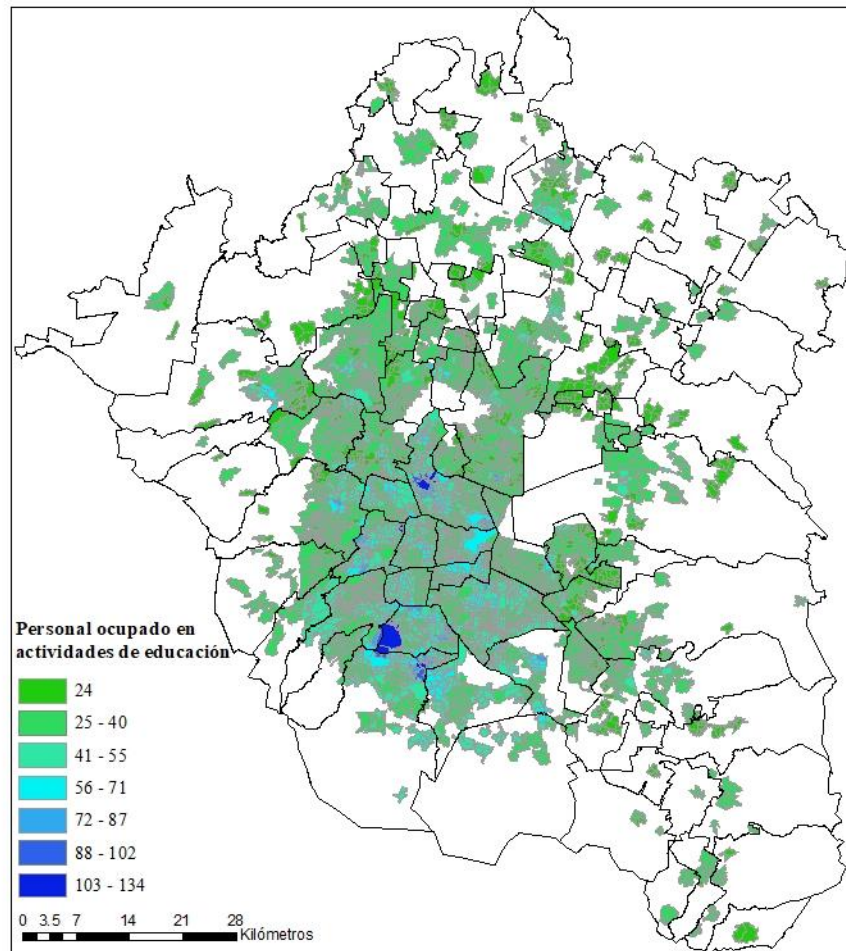 Personal ocupado en
actividades de educación
24
25 - 40
41 - 55
56 - 71
72 - 87
88 - 102
103 - 134
0 3.5 7 14 21 28
Kilómetros